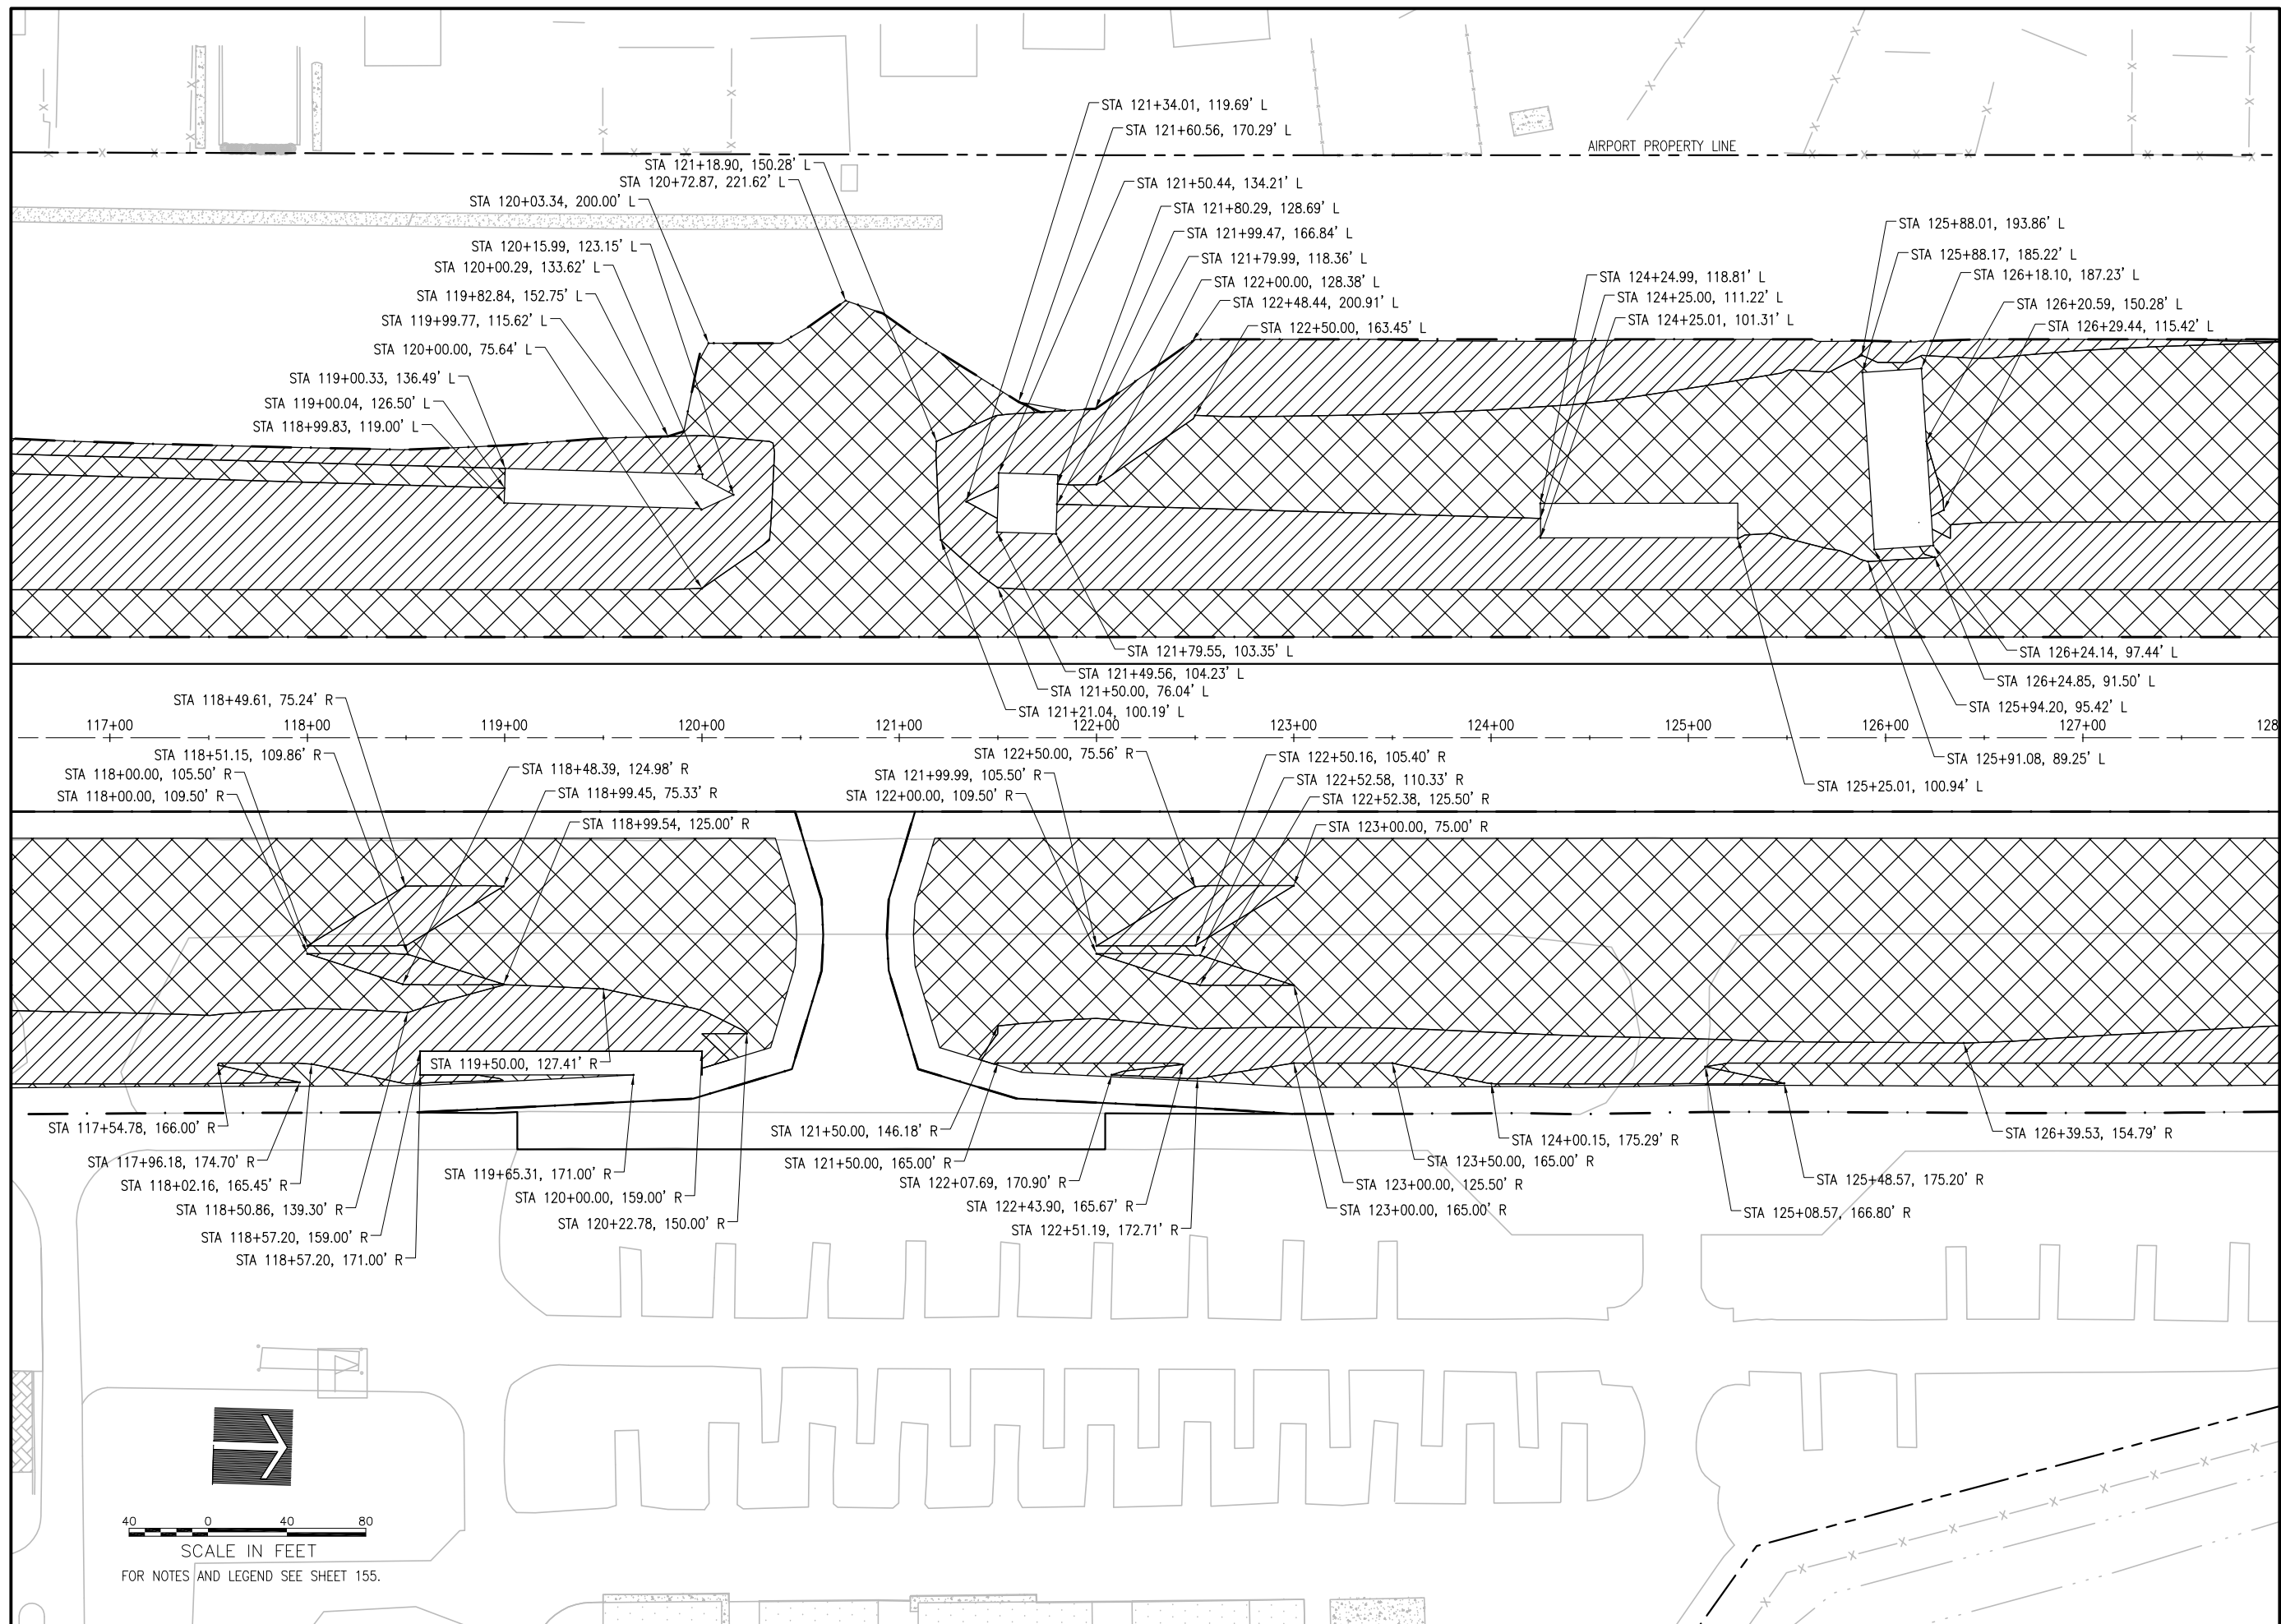 STA 121+34.01, 119.69' L
STA 121+60.56, 170.29' L
AIRPORT PROPERTY LINE
STA 121+18.90, 150.28' L
STA 120+72.87, 221.62' L
STA 121+50.44, 134.21' L
STA 120+03.34, 200.00' L
STA 121+80.29, 128.69' L
STA 121+99.47, 166.84' L
STA 125+88.01, 193.86' L
STA 120+15.99, 123.15' L
STA 121+79.99, 118.36' L
STA 125+88.17, 185.22' L
STA 120+00.29, 133.62' L
STA 122+00.00, 128.38' L
STA 124+24.99, 118.81' L
STA 126+18.10, 187.23' L
STA 119+82.84, 152.75' L
STA 122+48.44, 200.91' L
STA 124+25.00, 111.22' L
STA 126+20.59, 150.28' L
STA 119+99.77, 115.62' L
STA 122+50.00, 163.45' L
STA 124+25.01, 101.31' L
STA 126+29.44, 115.42' L
STA 120+00.00, 75.64' L
STA 119+00.33, 136.49' L
STA 119+00.04, 126.50' L
STA 118+99.83, 119.00' L
STA 121+79.55, 103.35' L
STA 126+24.14, 97.44' L
STA 121+49.56, 104.23' L
STA 126+24.85, 91.50' L
STA 121+50.00, 76.04' L
STA 118+49.61, 75.24' R
STA 125+94.20, 95.42' L
STA 121+21.04, 100.19' L
117+00 118+00 119+00 120+00 121+00 122+00 123+00 124+00 125+00 126+00 127+00 128
STA 118+51.15, 109.86' R
STA 122+50.00, 75.56' R
STA 122+50.16, 105.40' R
STA 125+91.08, 89.25' L
STA 118+00.00, 105.50' R
STA 118+48.39, 124.98' R
STA 121+99.99, 105.50' R
STA 122+52.58, 110.33' R
STA 125+25.01, 100.94' L
STA 118+00.00, 109.50' R
STA 118+99.45, 75.33' R
STA 122+00.00, 109.50' R
STA 122+52.38, 125.50' R
STA 118+99.54, 125.00' R
STA 123+00.00, 75.00' R
STA 119+50.00, 127.41' R
STA 117+54.78, 166.00' R
STA 121+50.00, 146.18' R
STA 124+00.15, 175.29' R
STA 126+39.53, 154.79' R
STA 117+96.18, 174.70' R
STA 121+50.00, 165.00' R
STA 123+50.00, 165.00' R
STA 119+65.31, 171.00' R
STA 122+07.69, 170.90' R
STA 125+48.57, 175.20' R
STA 118+02.16, 165.45' R
STA 123+00.00, 125.50' R
STA 120+00.00, 159.00' R
STA 122+43.90, 165.67' R
STA 118+50.86, 139.30' R
STA 123+00.00, 165.00' R
STA 125+08.57, 166.80' R
STA 120+22.78, 150.00' R
STA 122+51.19, 172.71' R
STA 118+57.20, 159.00' R
STA 118+57.20, 171.00' R
40 0 40 80
SCALE IN FEET
FOR NOTES AND LEGEND SEE SHEET 155.